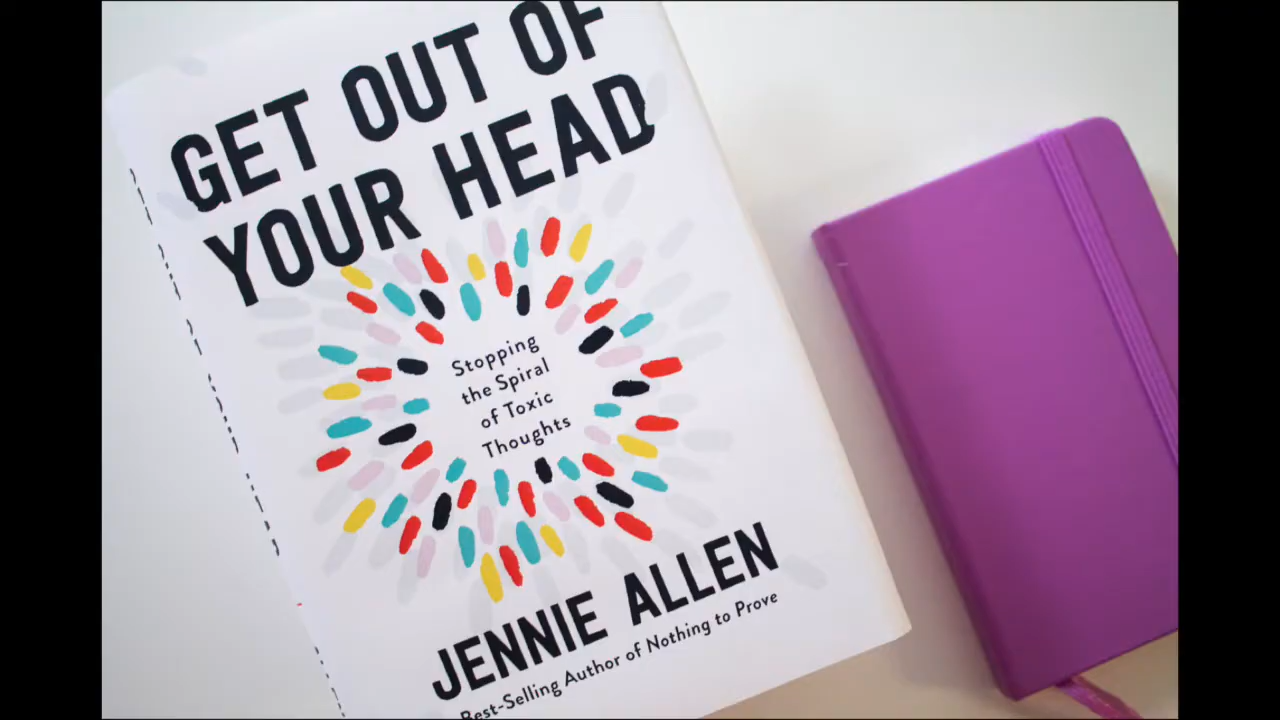 GET OUT OF
YOUR HEAD
Stopping
the Spiral
of Toxic
Thoughts
JENNIE ALLEN
Best-Selling Author of Nothing to Prove